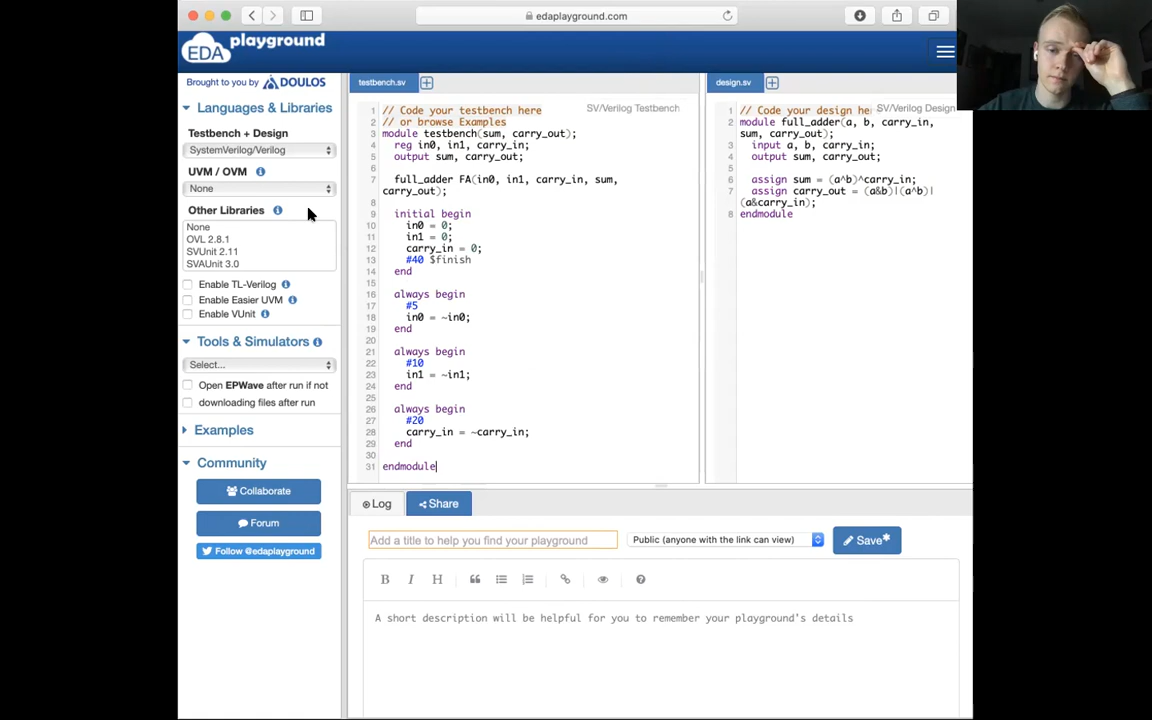 edaplayground.com
EDA playground
Brought to you by DOULOS
Languages & Libraries
Testbench + Design
SystemVerilog/Verilog
UVM / OVM
None
Other Libraries
None
OVL 2.8.1
SVUnit 2.11
SVAUnit 3.0
Enable TL-Verilog
Enable Easier UVM
Enable VUnit
Tools & Simulators
Select...
Open EPWave after run if not
downloading files after run
Examples
Community
Collaborate
Forum
Follow @edaplayground
testbench.sv
SV/Verilog Testbench
1 // Code your testbench here
2 // or browse Examples
3 module testbench(sum, carry_out);
4 reg in0, in1, carry_in;
5 output sum, carry_out;
6
7 full_adder FA(in0, in1, carry_in, sum,
carry_out);
8
9 initial begin
10 in0 = 0;
11 in1 = 0;
12 carry_in = 0;
13 #40 $finish
14 end
15
16 always begin
17 #5
18 in0 = ~in0;
19 end
20
21 always begin
22 #10
23 in1 = ~in1;
24 end
25
26 always begin
27 #20
28 carry_in = ~carry_in;
29 end
30
31 endmodule
design.sv
SV/Verilog Design
1 // Code your design he
2 module full_adder(a, b, carry_in,
sum, carry_out);
3 input a, b, carry_in;
4 output sum, carry_out;
5
6 assign sum = (a^b)^carry_in;
7 assign carry_out = (a&b)|(a^b)|
(a&carry_in);
8 endmodule
Log
Share
Add a title to help you find your playground
Public (anyone with the link can view)
Save*
B I H
A short description will be helpful for you to remember your playground's details